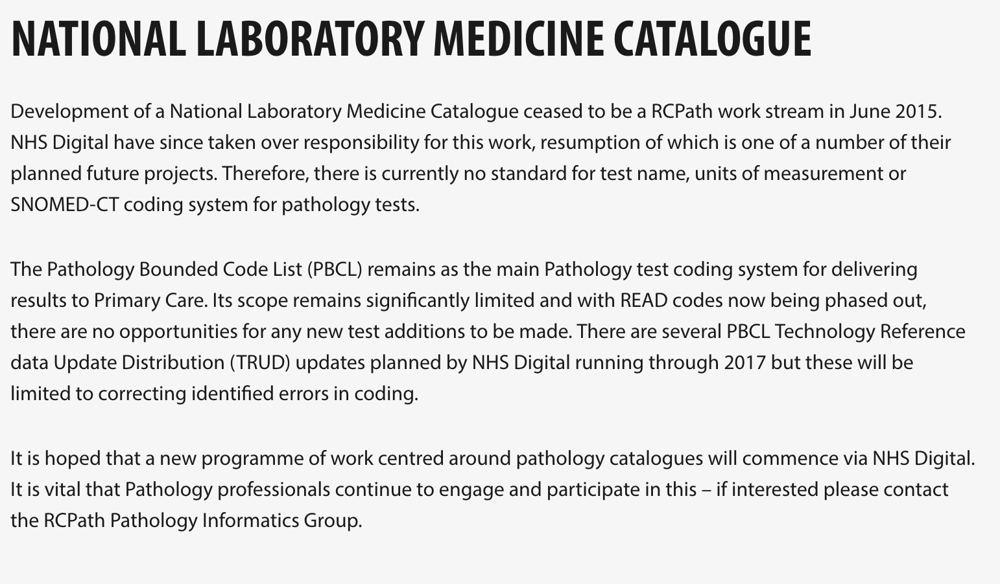 NATIONAL LABORATORY MEDICINE CATALOGUE
Development of a National Laboratory Medicine Catalogue ceased to be a RCPath work stream in June 2015.
NHS Digital have since taken over responsibility for this work, resumption of which is one of a number of their
planned future projects. Therefore, there is currently no standard for test name, units of measurement or
SNOMED-CT coding system for pathology tests.
The Pathology Bounded Code List (PBCL) remains as the main Pathology test coding system for delivering
results to Primary Care. Its scope remains significantly limited and with READ codes now being phased out,
there are no opportunities for any new test additions to be made. There are several PBCL Technology Reference
data Update Distribution (TRUD) updates planned by NHS Digital running through 2017 but these will be
limited to correcting identified errors in coding.
It is hoped that a new programme of work centred around pathology catalogues will commence via NHS Digital.
It is vital that Pathology professionals continue to engage and participate in this – if interested please contact
the RCPath Pathology Informatics Group.